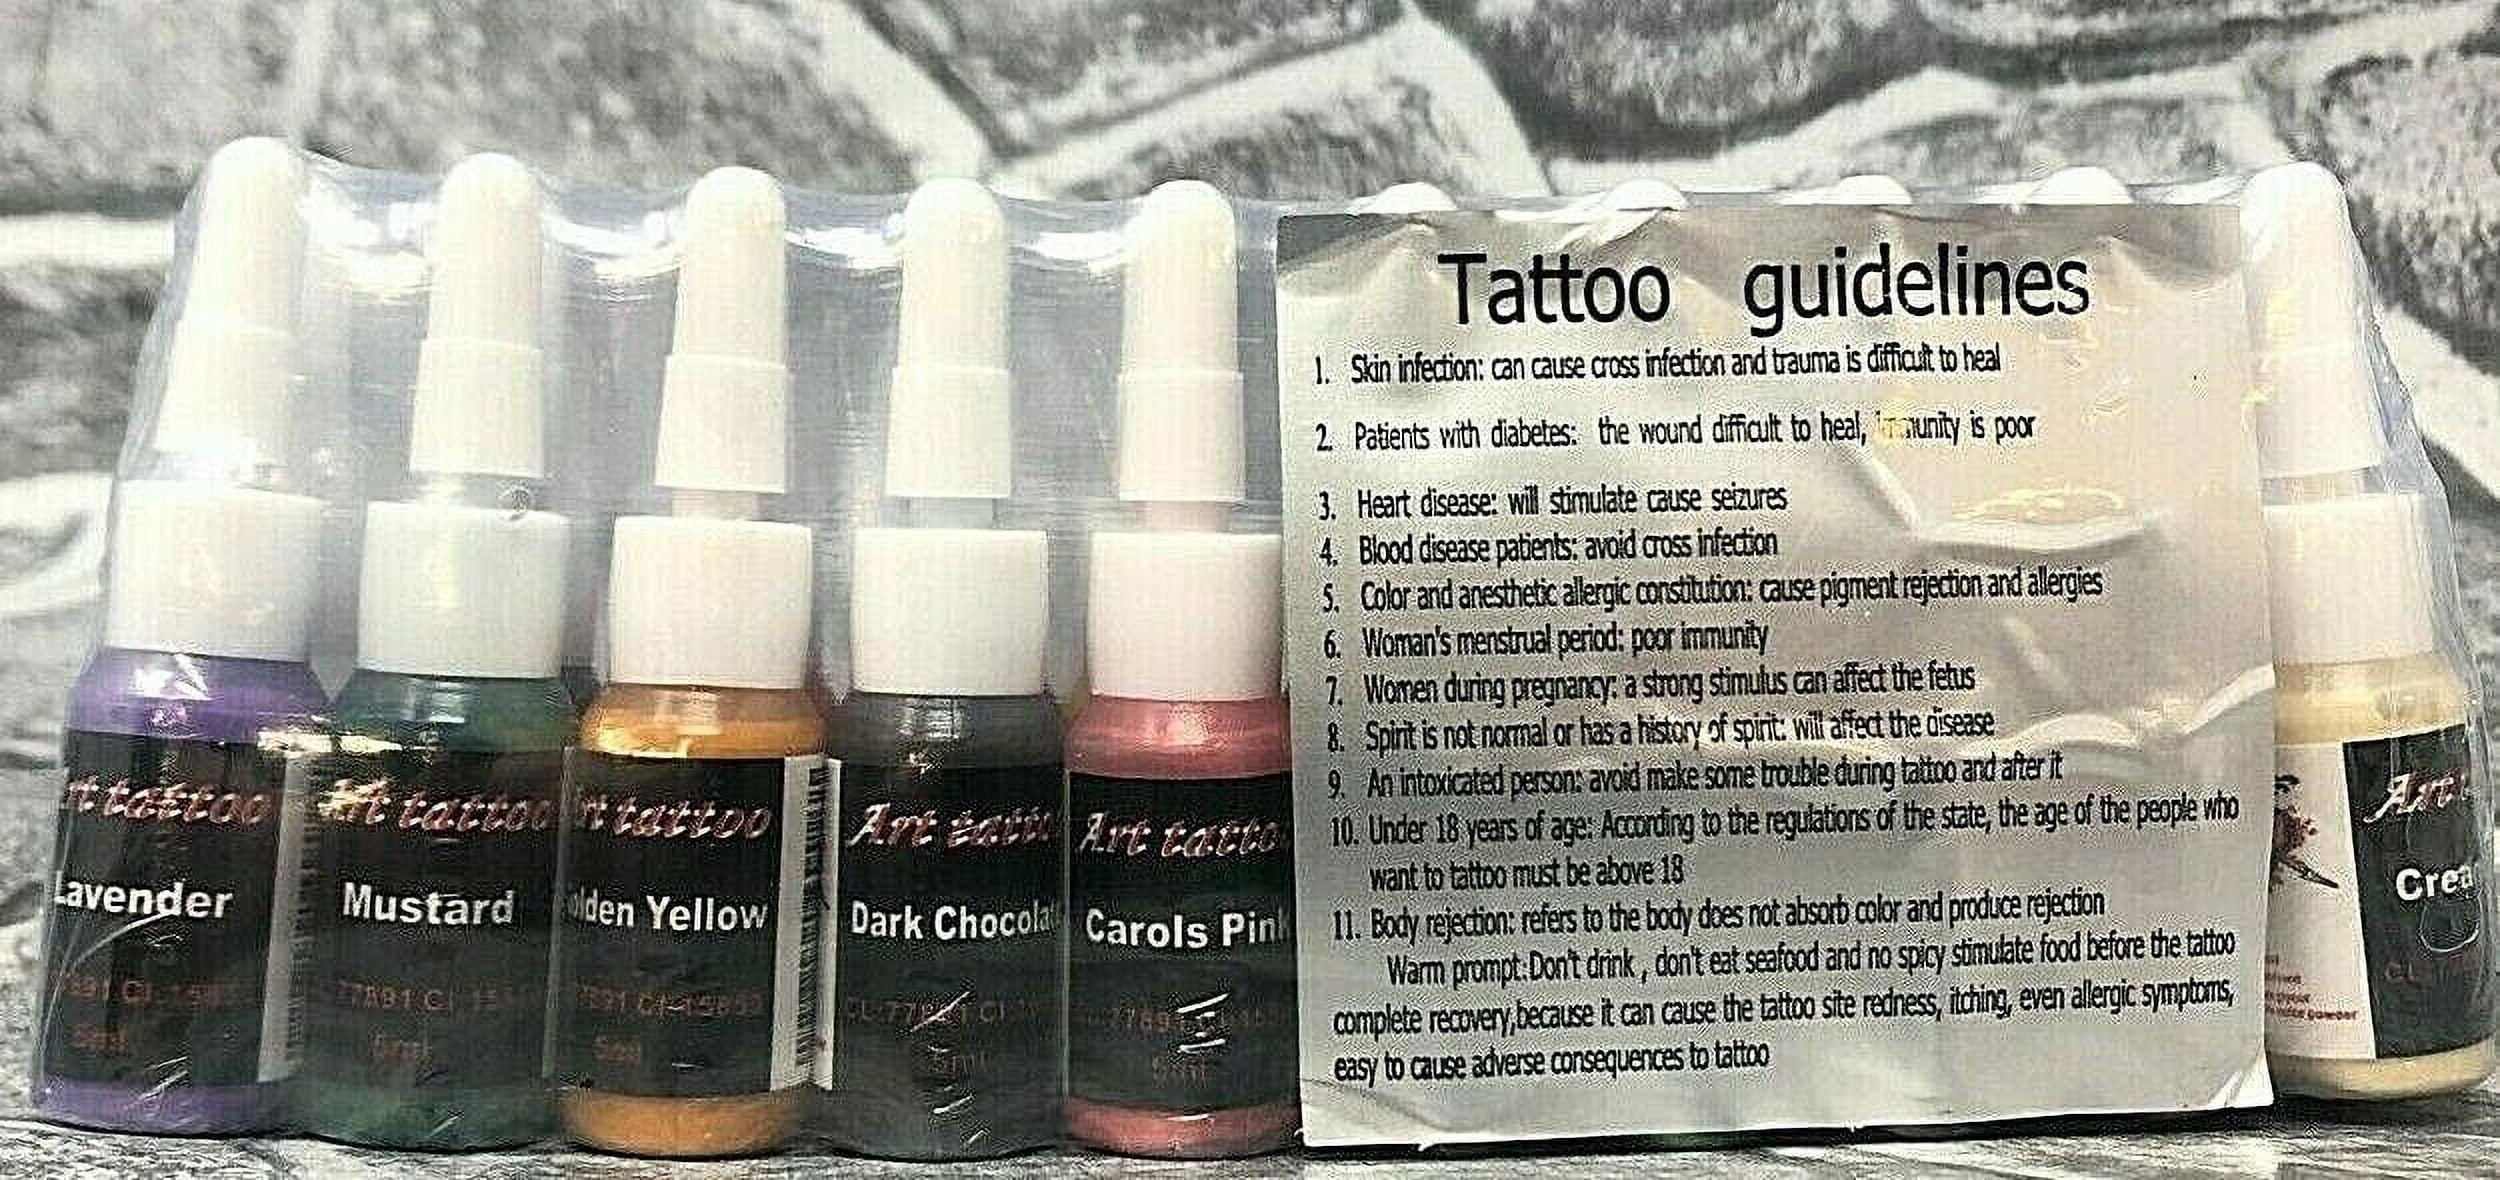 Tattoo guidelines
1. Skin infection: can cause cross infection and trauma is difficult to heal
2. Patients with diabetes: the wound difficult to heal, is poor
3. Heart disease: will stimulate cause seizures
4. Blood disease patients: avoid cross infection
5. Color and anesthetic allergic constitution: cause pigment rejection and allergies
6. Woman's menstrual period: poor immunity
7. Women during pregnancy: a strong stimulus can affect the fetus
8. Spirit is not normal or has a history of spirit: will affect the disease
9. An intoxicated person: avoid make some trouble during tattoo and after it
10. Under 18 years of age: According to the regulations of the state, the age of the people who
want to tattoo must be above 18
11. Body rejection: refers to the body does not absorb color and produce rejection
Warm prompt:Don't drink , don't eat seafood and no spicy stimulate food before the tattoo
complete recovery,because it can cause the tattoo site redness, itching, even allergic symptoms,
easy to cause adverse consequences to tattoo
rt tattoo
Lavender
Art tattoo
Mustard
rt tattoo
lden Yellow
Art tatto
Dark Chocola
5ml
Art tattoo
Carols Pink
5ml
Art
Crea